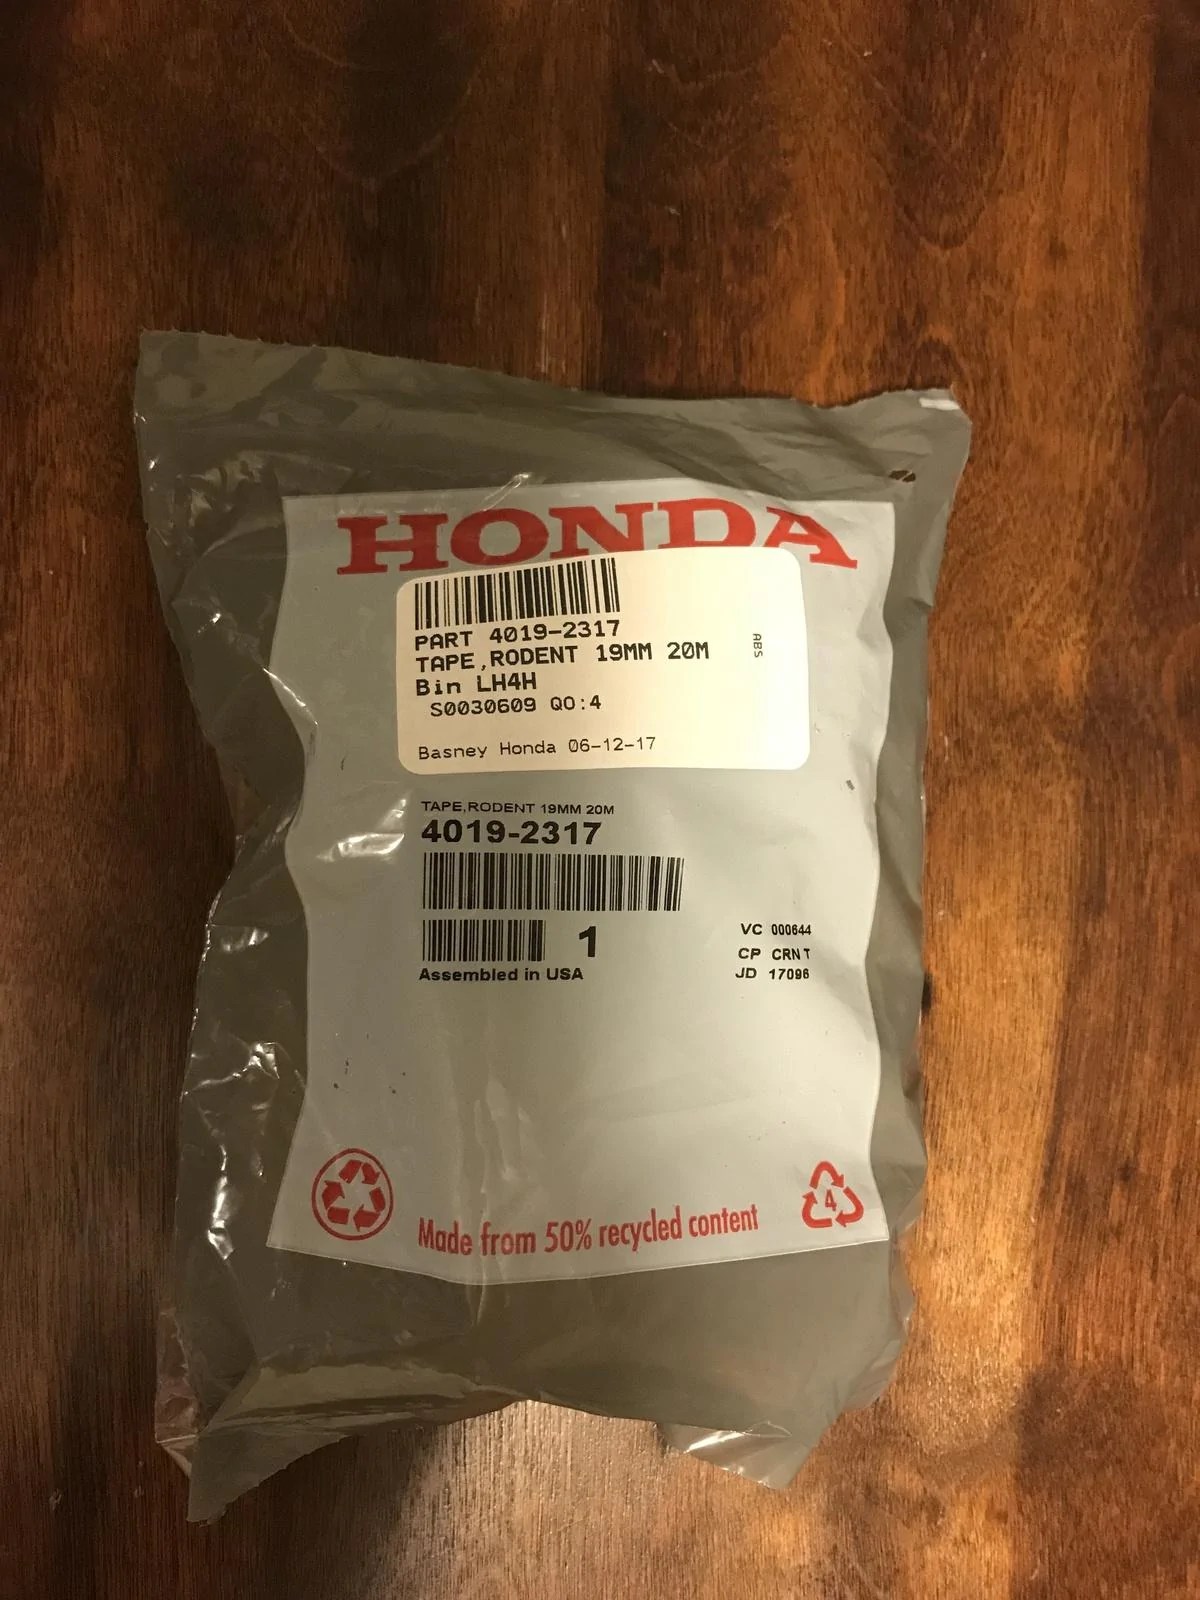 HONDA
PART 4019-2317
TAPE,RODENT 19MM 20M
ABS
Bin LH4H
S0030609 QO:4
Basney Honda 06-12-17
TAPE,RODENT 19MM 20M
4019-2317
1
VC 000644
CP CRN T
Assembled in USA
JD 17096
Made from 50% recycled content
4